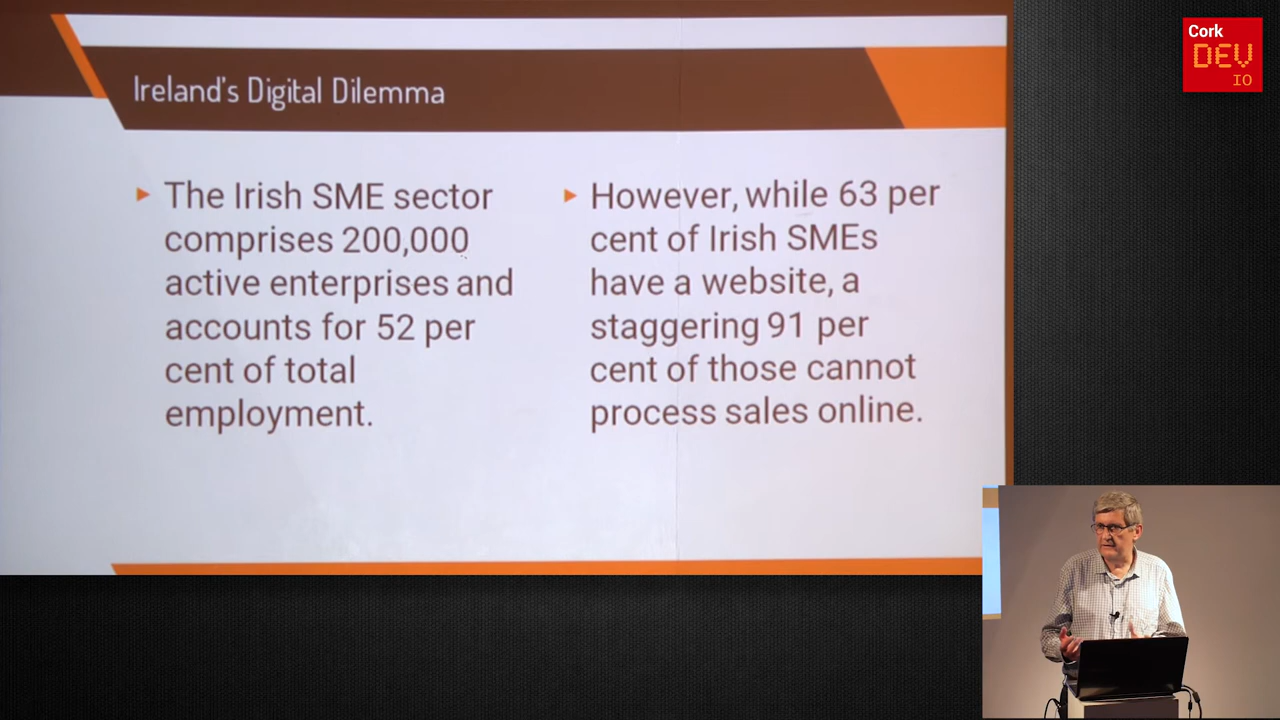 Ireland's Digital Dilemma
The Irish SME sector
comprises 200,000
active enterprises and
accounts for 52 per
cent of total
employment.
However, while 63 per
cent of Irish SMEs
have a website, a
staggering 91 per
cent of those cannot
process sales online.
Cork
DEV
IO